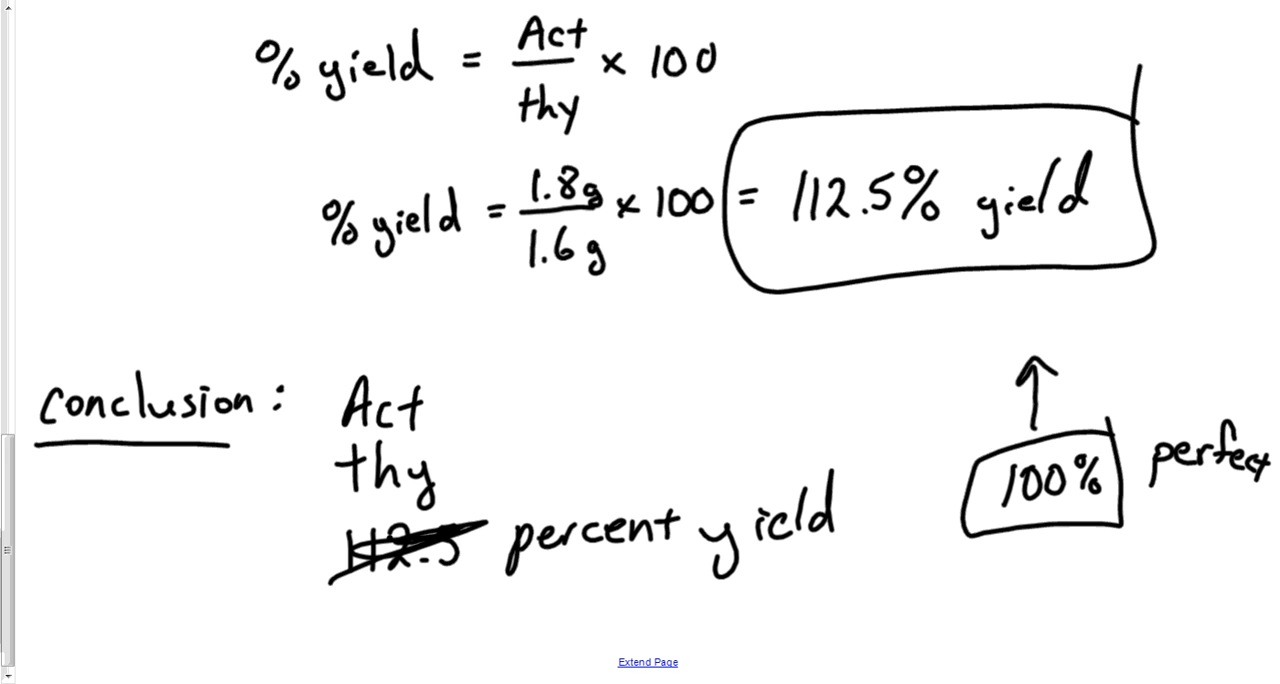 % yield = Act/thy x 100
% yield = 1.8g/1.6g x 100 = 112.5% yield
Conclusion: Act
thy
112.5 percent yield
100% perfect
Extend Page